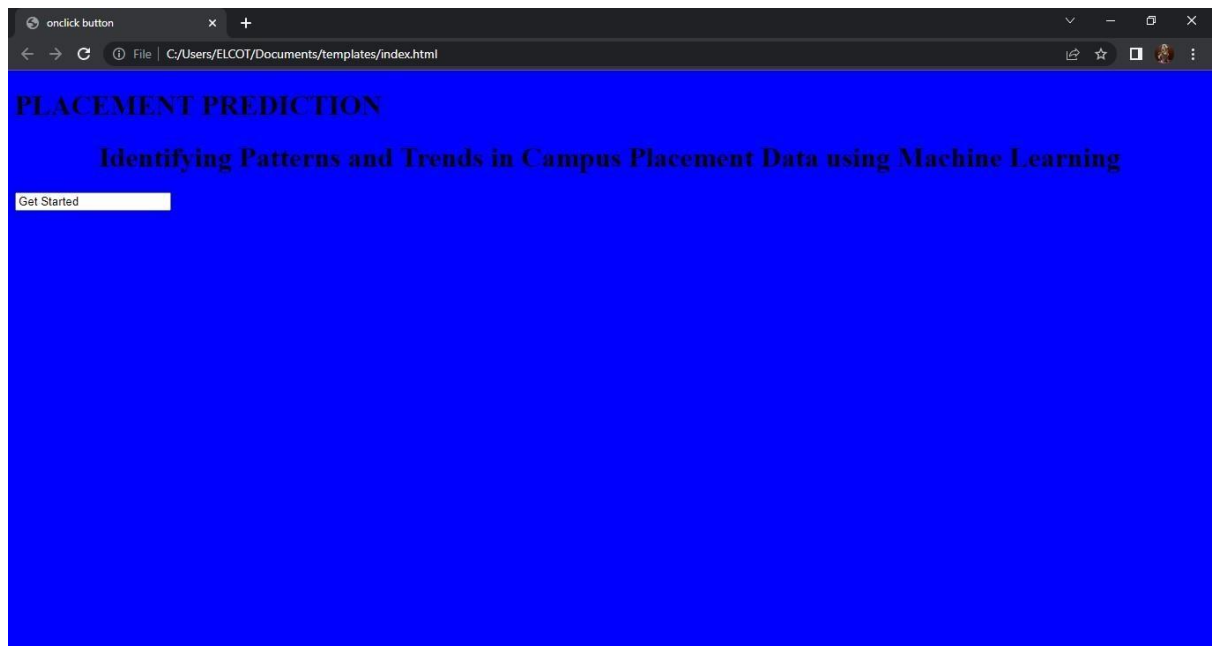 onclick button
File | C:/Users/ELCOT/Documents/templates/index.html
PLACEMENT PREDICTION
Identifying Patterns and Trends in Campus Placement Data using Machine Learning
Get Started